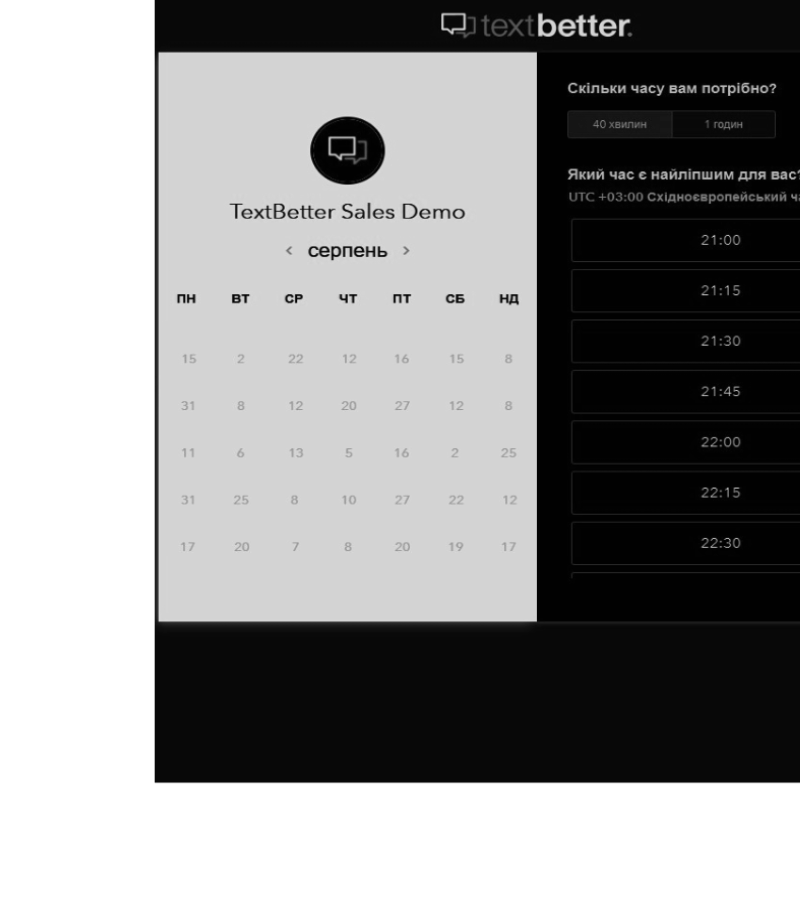 textbetter.
TextBetter Sales Demo
< серпень >
ПН ВТ СР ЧТ ПТ СБ НД
15 2 22 12 16 15 8
31 8 12 20 27 12 8
11 6 13 5 16 2 25
31 25 8 10 27 22 12
17 20 7 8 20 19 17
Скільки часу вам потрібно?
40 хвилин 1 годин
Який час є найліпшим для вас?
UTC +03:00 Східноєвропейський
21:00
21:15
21:30
21:45
22:00
22:15
22:30